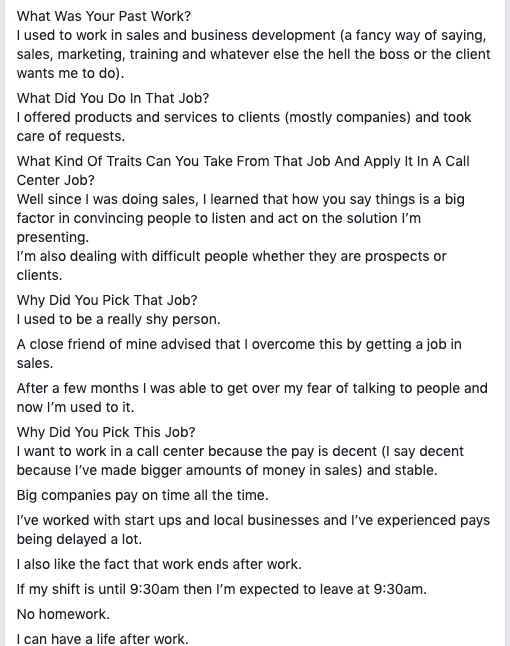 What Was Your Past Work?
I used to work in sales and business development (a fancy way of saying,
sales, marketing, training and whatever else the hell the boss or the client
wants me to do).
What Did You Do In That Job?
I offered products and services to clients (mostly companies) and took
care of requests.
What Kind Of Traits Can You Take From That Job And Apply It In A Call
Center Job?
Well since I was doing sales, I learned that how you say things is a big
factor in convincing people to listen and act on the solution I’m
presenting.
I’m also dealing with difficult people whether they are prospects or
clients.
Why Did You Pick That Job?
I used to be a really shy person.
A close friend of mine advised that I overcome this by getting a job in
sales.
After a few months I was able to get over my fear of talking to people and
now I’m used to it.
Why Did You Pick This Job?
I want to work in a call center because the pay is decent (I say decent
because I’ve made bigger amounts of money in sales) and stable.
Big companies pay on time all the time.
I’ve worked with start ups and local businesses and I’ve experienced pays
being delayed a lot.
I also like the fact that work ends after work.
If my shift is until 9:30am then I’m expected to leave at 9:30am.
No homework.
I can have a life after work.